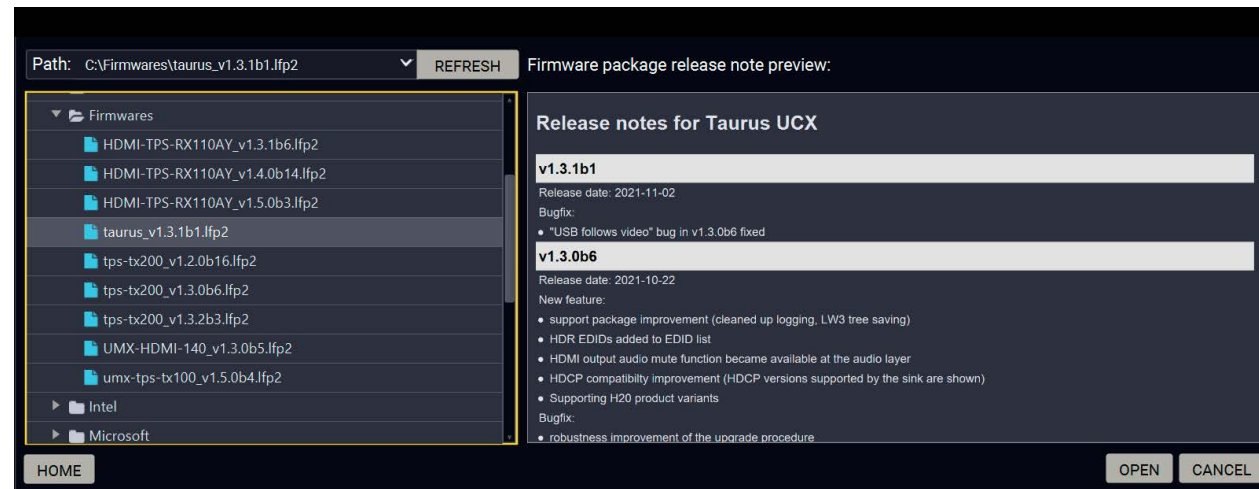 Path: C:\Firmwares\taurus_v1.3.1b1.lfp2 REFRESH
Firmwares
HDMI-TPS-RX110AY_v1.3.1b6.lfp2
HDMI-TPS-RX110AY_v1.4.0b14.lfp2
HDMI-TPS-RX110AY_v1.5.0b3.lfp2
taurus_v1.3.1b1.lfp2
tps-tx200_v1.2.0b16.lfp2
tps-tx200_v1.3.0b6.lfp2
tps-tx200_v1.3.2b3.lfp2
UMX-HDMI-140_v1.3.0b5.lfp2
umx-tps-tx100_v1.5.0b4.lfp2
Intel
Microsoft
Firmware package release note preview:
Release notes for Taurus UCX
v1.3.1b1
Release date: 2021-11-02
Bugfix:
• "USB follows video" bug in v1.3.0b6 fixed
v1.3.0b6
Release date: 2021-10-22
New feature:
• support package improvement (cleaned up logging, LW3 tree saving)
• HDR EDIDs added to EDID list
• HDMI output audio mute function became available at the audio layer
• HDCP compatibilty improvement (HDCP versions supported by the sink are shown)
• Supporting H20 product variants
Bugfix:
• robustness improvement of the upgrade procedure
HOME
OPEN CANCEL